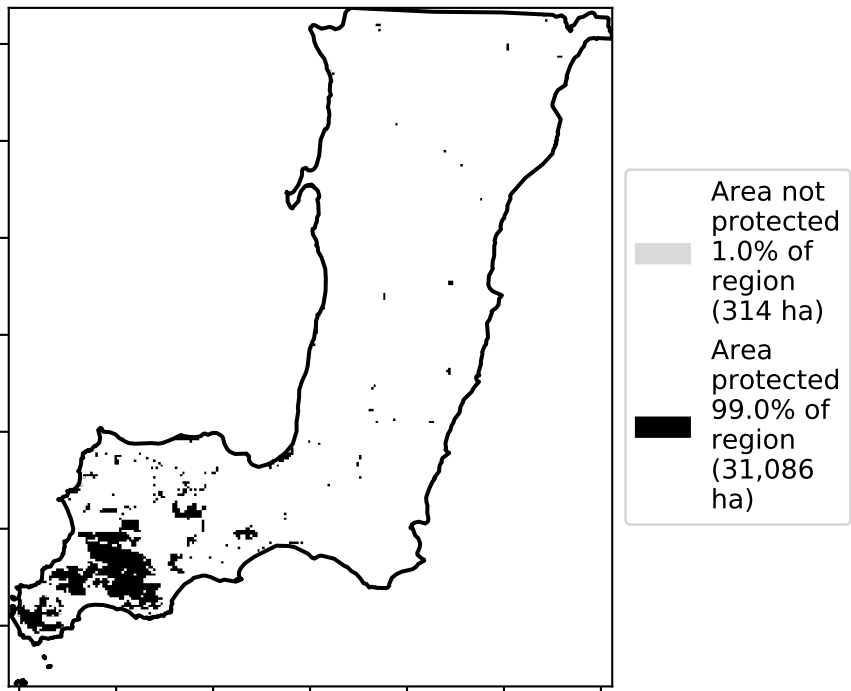 Area not
protected
1.0% of
region
(314 ha)
Area
protected
99.0% of
region
(31,086
ha)